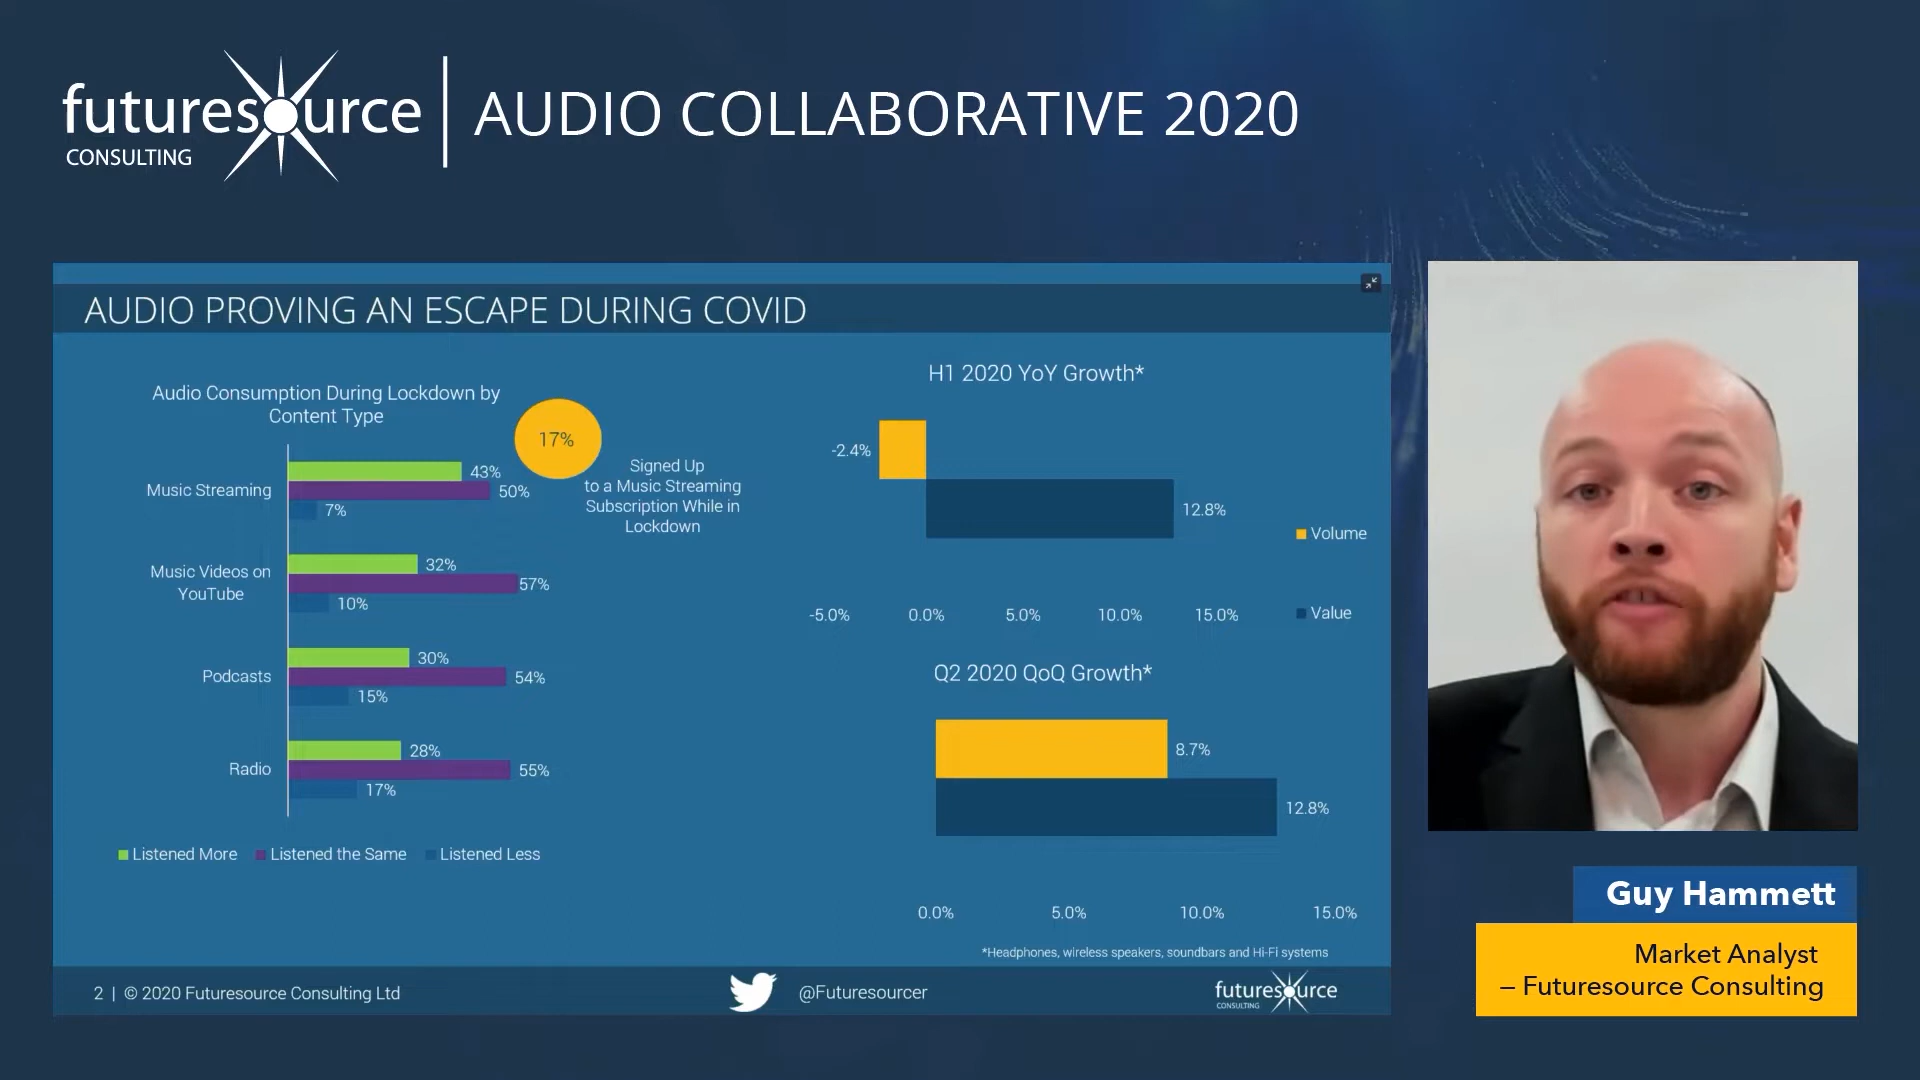 futuresource
CONSULTING
AUDIO COLLABORATIVE 2020
AUDIO PROVING AN ESCAPE DURING COVID
Audio Consumption During Lockdown by
Content Type
17%
Signed Up
to a Music Streaming
Subscription While in
Lockdown
Music Streaming
43%
50%
7%
Music Videos on
YouTube
32%
57%
10%
Podcasts
30%
54%
15%
Radio
28%
55%
17%
Listened More
Listened the Same
Listened Less
H1 2020 YoY Growth*
-2.4%
12.8%
-5.0%
0.0%
5.0%
10.0%
15.0%
Volume
Value
Q2 2020 QoQ Growth*
8.7%
12.8%
0.0%
5.0%
10.0%
15.0%
*Headphones, wireless speakers, soundbars and Hi-Fi systems
2 | © 2020 Futuresource Consulting Ltd
@Futuresourcer
futuresource
CONSULTING
Guy Hammett
Market Analyst
– Futuresource Consulting